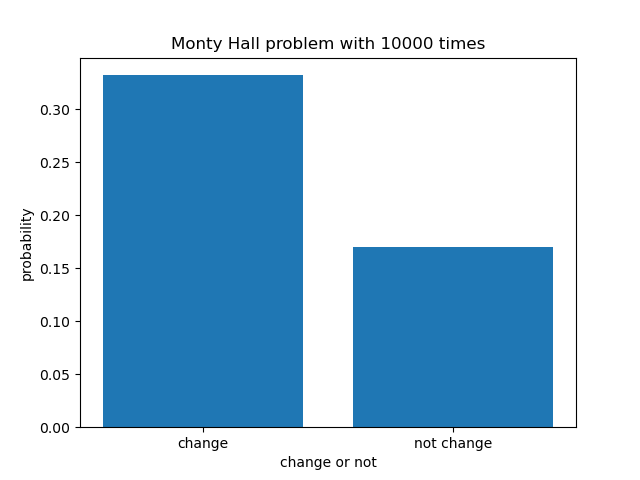 Monty Hall problem with 10000 times
0.30
0.25
0.20
0.15
0.10
0.05
0.00
probability
change
not change
change or not